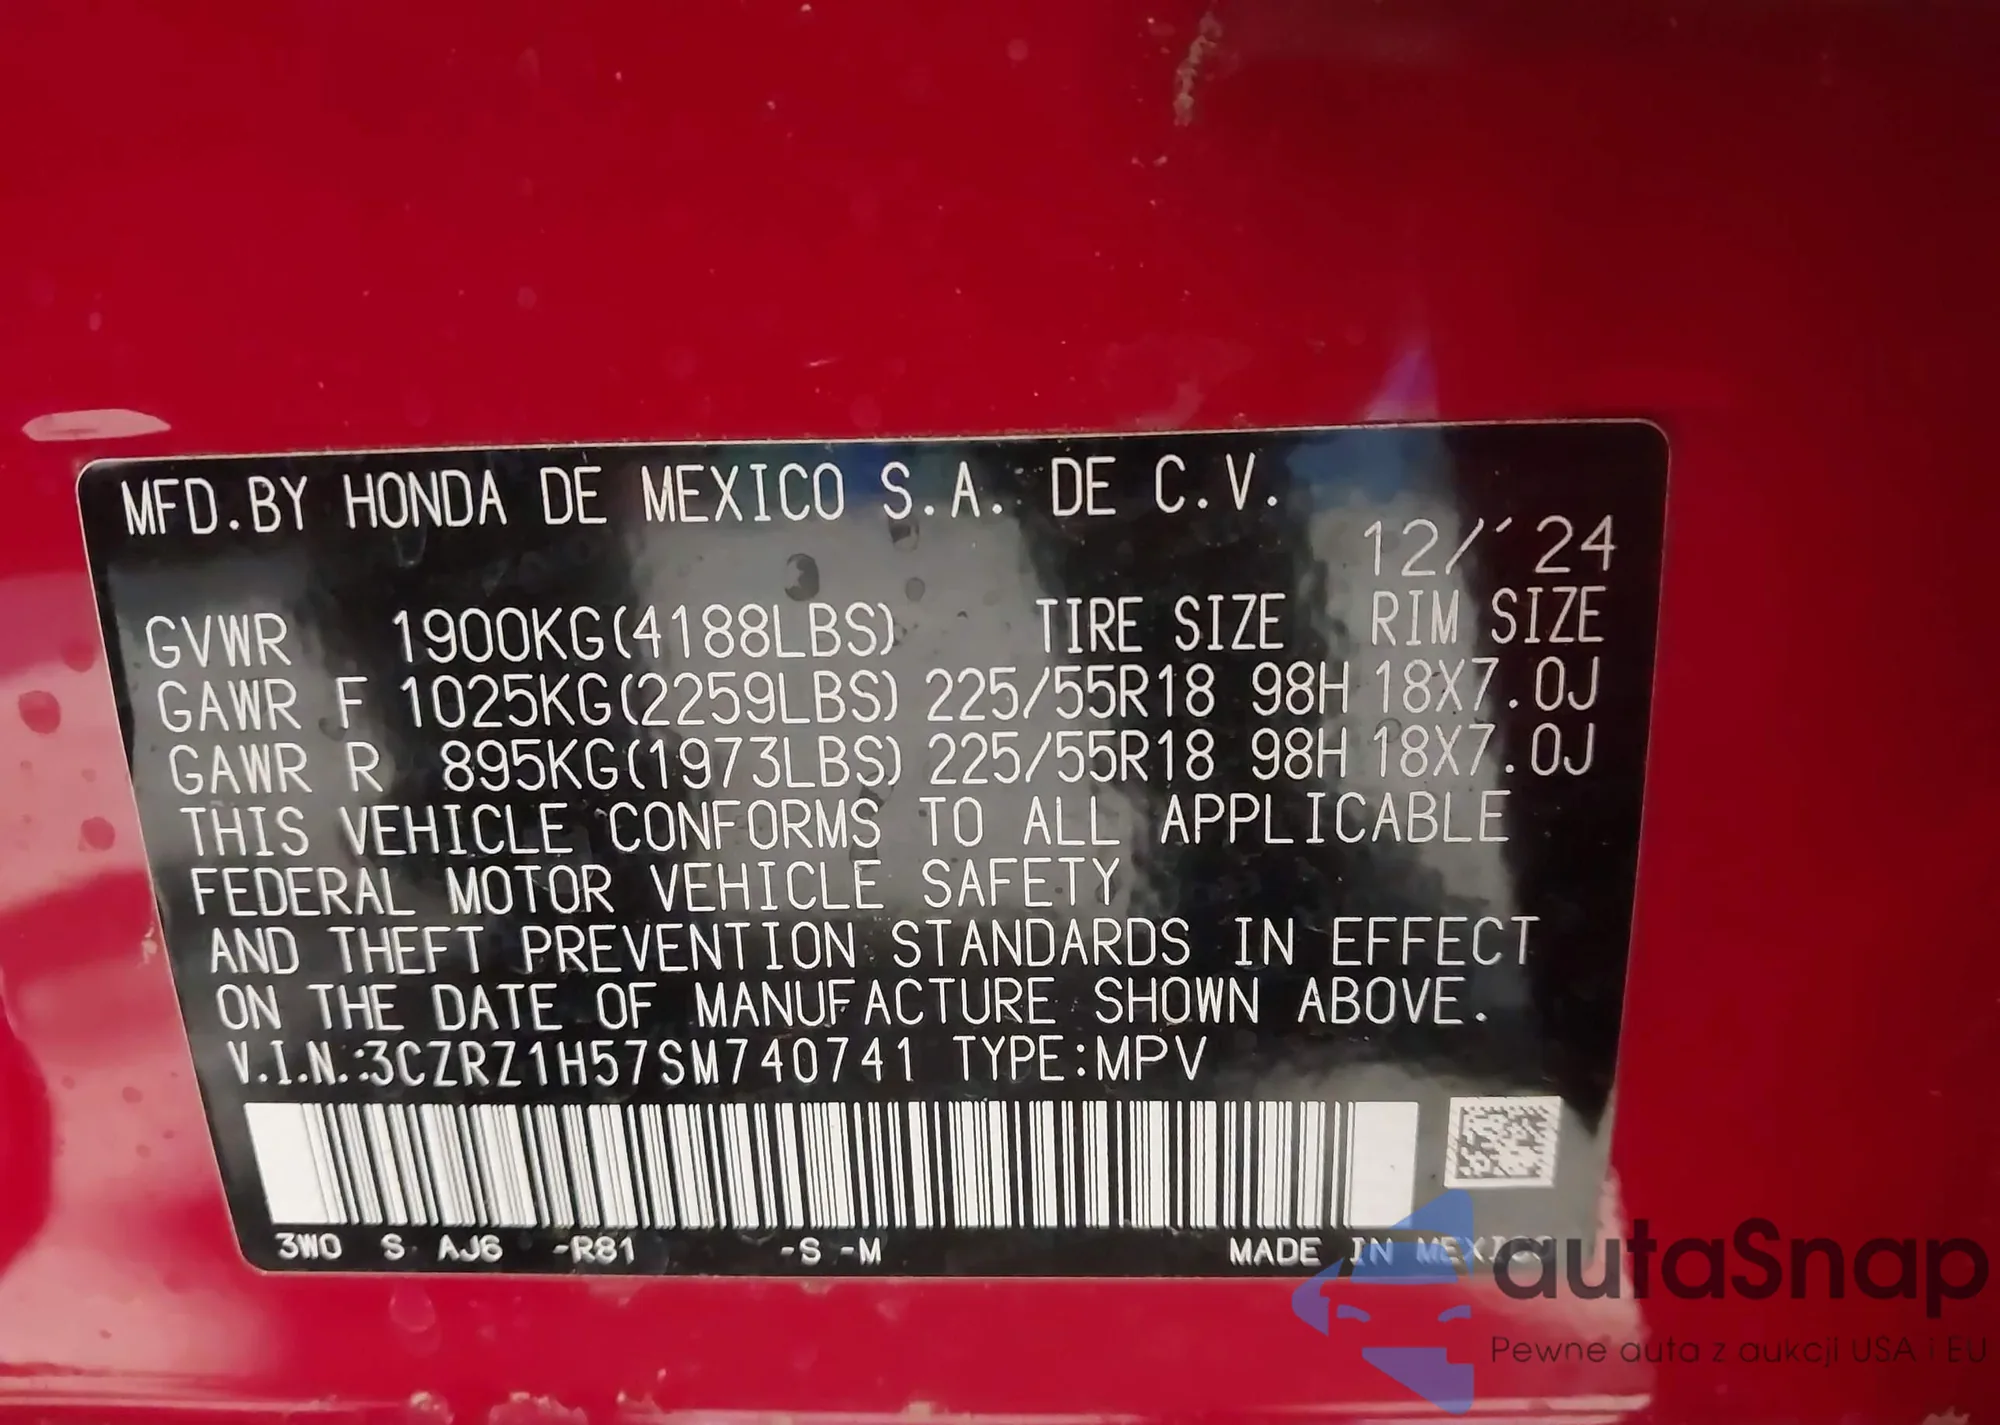 MFD.BY HONDA DE MEXICO S.A. DE C.V.
12/´24
GVWR 1900KG(4188LBS) TIRE SIZE RIM SIZE
GAWR F 1025KG(2259LBS) 225/55R18 98H 18X7.0J
GAWR R 895KG(1973LBS) 225/55R18 98H 18X7.0J
THIS VEHICLE CONFORMS TO ALL APPLICABLE
FEDERAL MOTOR VEHICLE SAFETY
AND THEFT PREVENTION STANDARDS IN EFFECT
ON THE DATE OF MANUFACTURE SHOWN ABOVE.
V.I.N.:3CZRZ1H57SM740741 TYPE:MPV
3W0 S AJ6 -R81 -S -M MADE IN MEXICO
autaSnap
Pewne auta z aukcji USA i EU